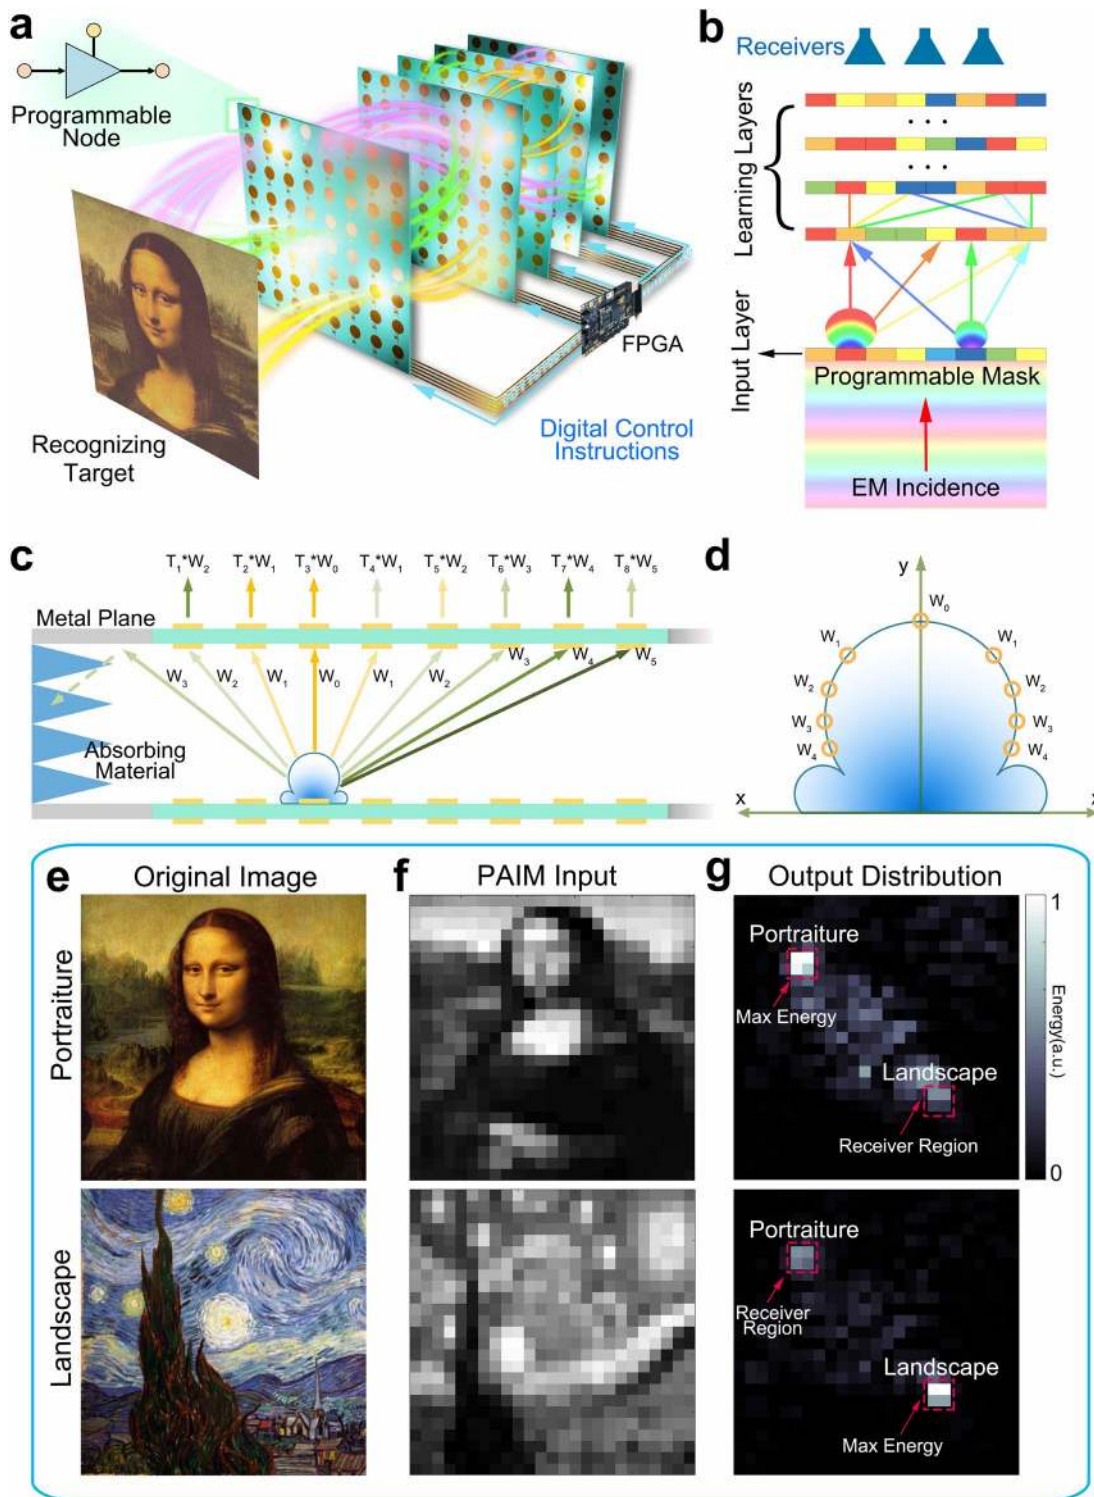 a
Programmable
Node
Recognizing
Target
FPGA
Digital Control
Instructions
b
Receivers
Learning Layers
Input Layer
Programmable Mask
EM Incidence
c
T1*W2 T2*W1 T3*W0 T4*W1 T5*W2 T6*W3 T7*W4 T8*W5
Metal Plane
W3 W2 W1 W0 W1 W2 W3 W4 W5
Absorbing
Material
d
y
W0
W1 W1
W2 W2
W3 W3
W4 W4
x x
e Original Image
f PAIM Input
g Output Distribution
Portraiture
Portraiture
Max Energy
Landscape
Receiver Region
1
Energy(a.u.)
0
Landscape
Portraiture
Receiver
Region
Landscape
Max Energy